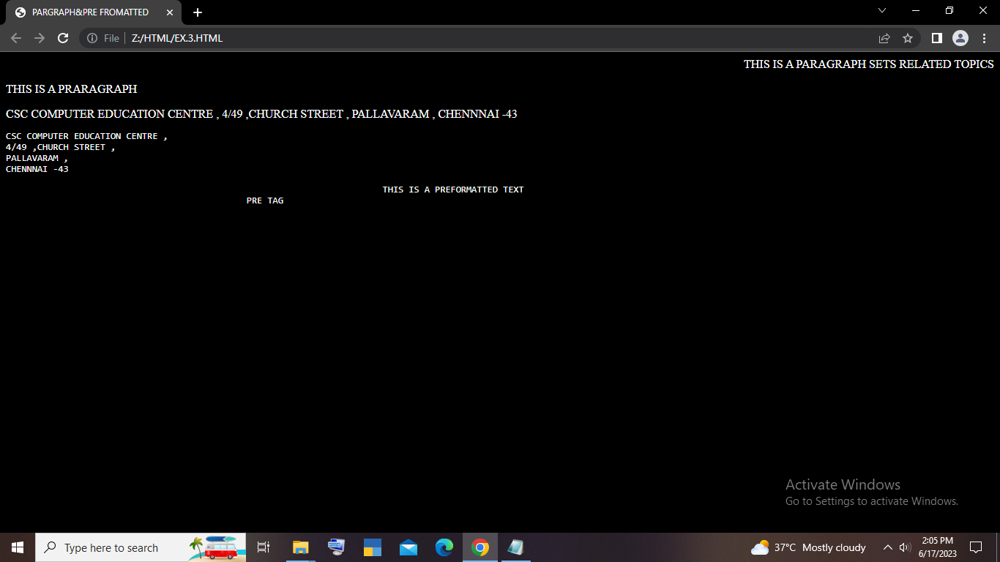 PARGRAPH&PRE FROMATTED
File
Z:/HTML/EX.3.HTML
THIS IS A PARAGRAPH SETS RELATED TOPICS
THIS IS A PRARAGRAPH
CSC COMPUTER EDUCATION CENTRE , 4/49 ,CHURCH STREET , PALLAVARAM , CHENNNAI -43
CSC COMPUTER EDUCATION CENTRE ,
4/49 ,CHURCH STREET ,
PALLAVARAM ,
CHENNNAI -43
THIS IS A PREFORMATTED TEXT
PRE TAG
Activate Windows
Go to Settings to activate Windows.
Type here to search
37°C Mostly cloudy
2:05 PM
6/17/2023